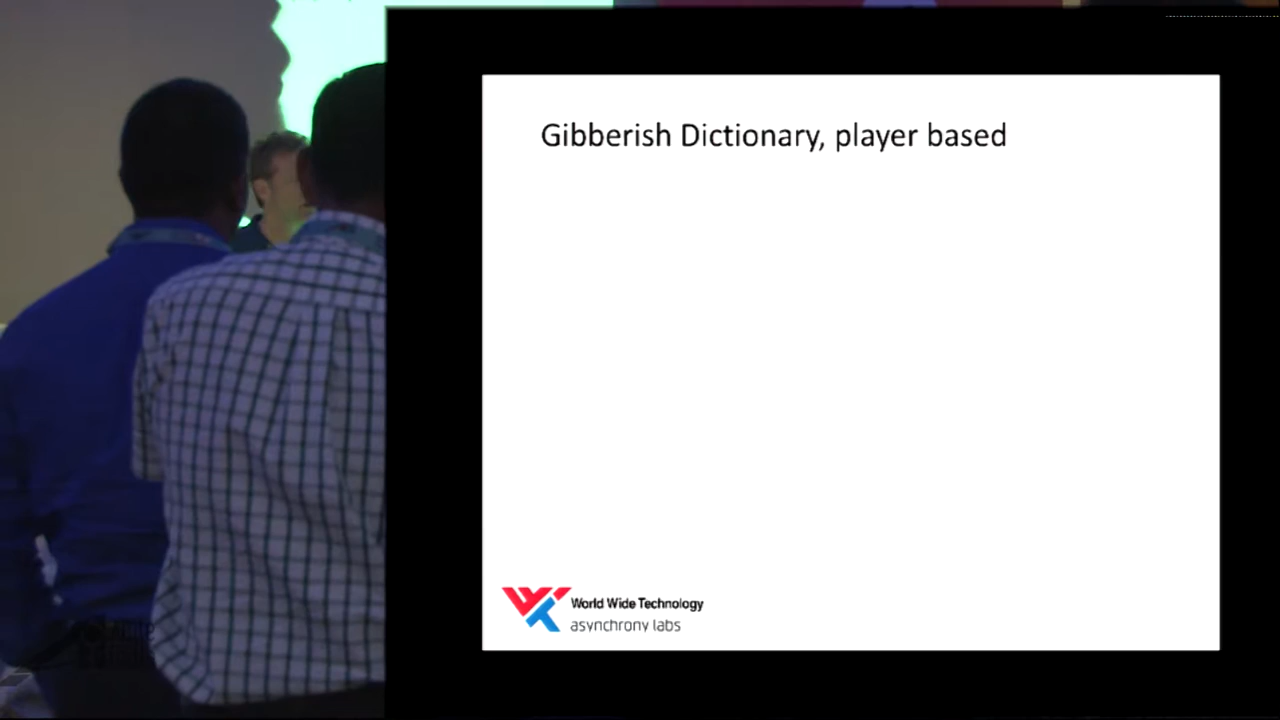 Gibberish Dictionary, player based
World Wide Technology
asynchrony labs